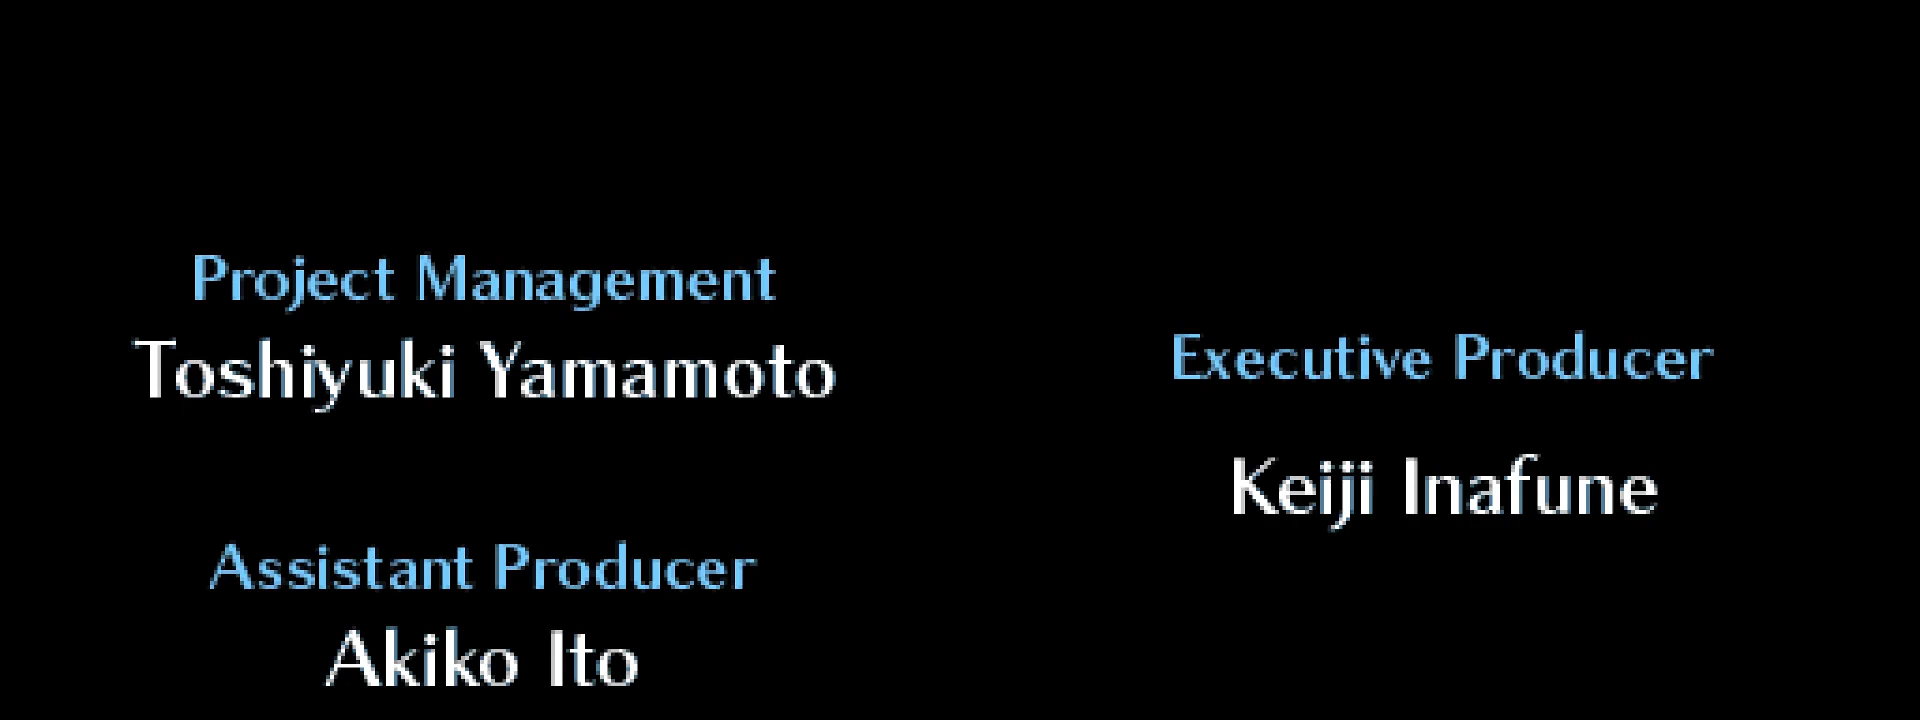 Project Management
Toshiyuki Yamamoto
Assistant Producer
Akiko Ito
Executive Producer
Keiji Inafune